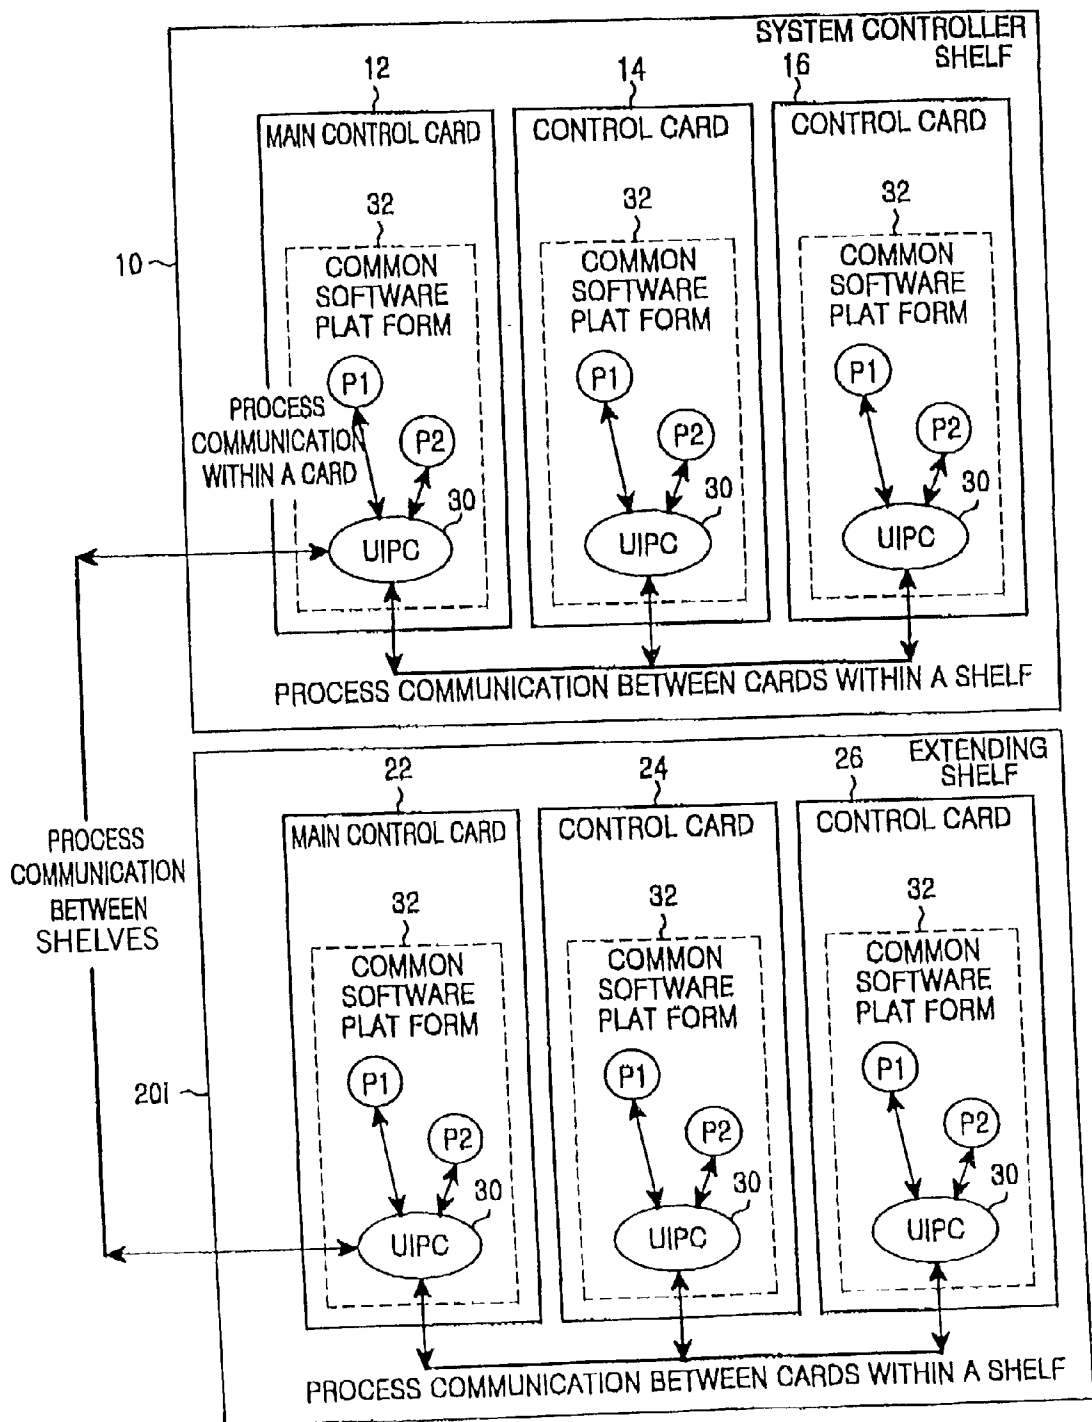 SYSTEM CONTROLLER
SHELF
12
14
16
MAIN CONTROL CARD
CONTROL CARD
CONTROL CARD
32
32
32
10
COMMON
SOFTWARE
PLAT FORM
COMMON
SOFTWARE
PLAT FORM
COMMON
SOFTWARE
PLAT FORM
P1
P1
P1
PROCESS
COMMUNICATION
WITHIN A CARD
P2
P2
P2
30
30
30
UIPC
UIPC
UIPC
PROCESS COMMUNICATION BETWEEN CARDS WITHIN A SHELF
EXTENDING
SHELF
22
24
26
MAIN CONTROL CARD
CONTROL CARD
CONTROL CARD
PROCESS
COMMUNICATION
BETWEEN
SHELVES
32
32
32
COMMON
SOFTWARE
PLAT FORM
COMMON
SOFTWARE
PLAT FORM
COMMON
SOFTWARE
PLAT FORM
20i
P1
P1
P1
P2
P2
P2
30
30
30
UIPC
UIPC
UIPC
PROCESS COMMUNICATION BETWEEN CARDS WITHIN A SHELF